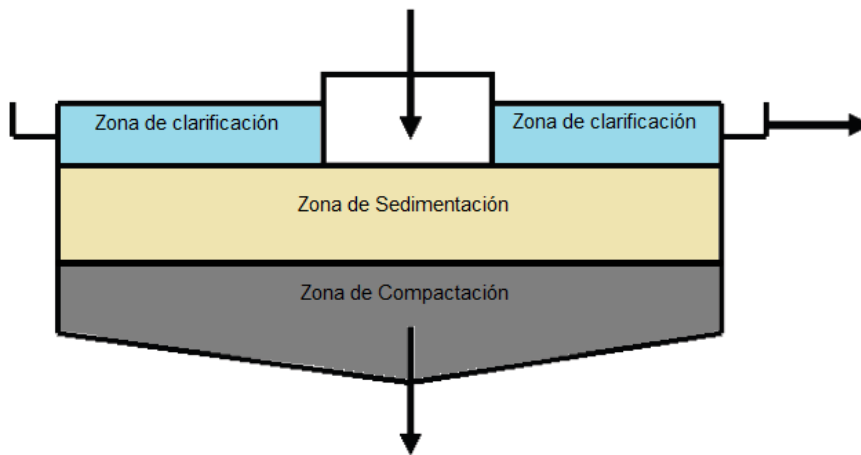 Zona de clarificación
Zona de clarificación
Zona de Sedimentación
Zona de Compactación